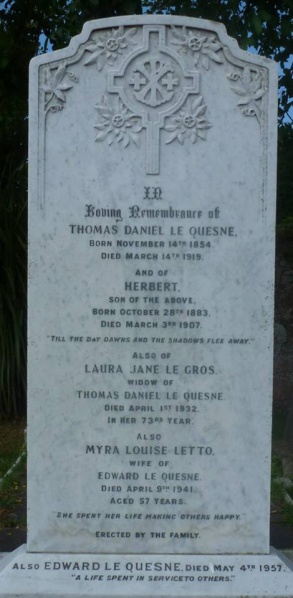 In
Loving Remembrance of
THOMAS DANIEL LE QUESNE,
BORN NOVEMBER 14TH 1854
DIED MARCH 14TH 1919.
AND OF
HERBERT,
SON OF THE ABOVE,
BORN OCTOBER 28TH 1883,
DIED MARCH 3RD 1907.
"TILL THE DAY DAWNS AND THE SHADOWS FLEE AWAY."
ALSO OF
LAURA JANE LE GROS.
WIDOW OF
THOMAS DANIEL LE QUESNE
DIED APRIL 1ST 1932.
IN HER 73RD YEAR.
ALSO
MYRA LOUISE LETTO,
WIFE OF
EDWARD LE QUESNE.
DIED APRIL 9TH 1941.
AGED 57 YEARS.
"SHE SPENT HER LIFE MAKING OTHERS HAPPY."
ERECTED BY THE FAMILY.
ALSO EDWARD LE QUESNE, DIED MAY 4TH 1957.
"A LIFE SPENT IN SERVICE TO OTHERS."